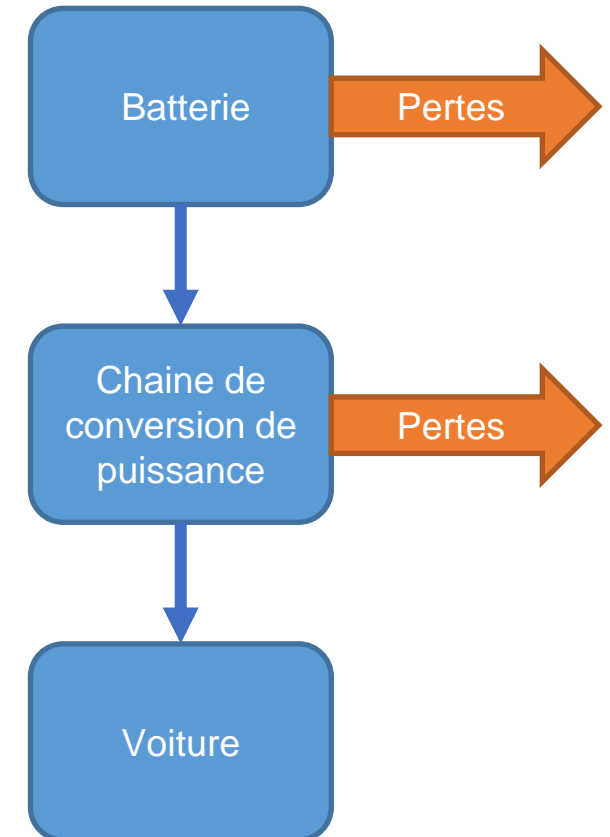 Batterie
Pertes
Chaine de
conversion de
puissance
Pertes
Voiture